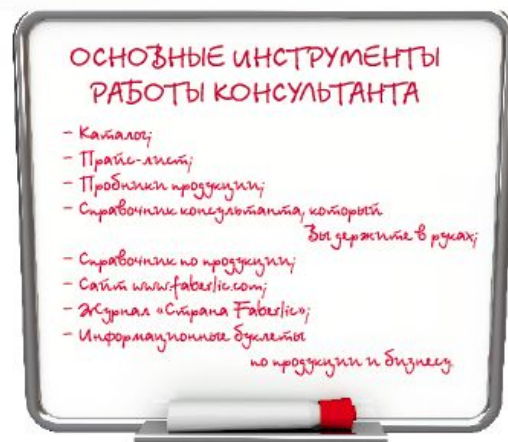 ОСНОВНЫЕ ИНСТРУМЕНТЫ
РАБОТЫ КОНСУЛЬТАНТА
- Каталог;
- Прайс-лист;
- Пробники продукции;
- Справочник консультанта, который
Вы держите в руках;
- Справочник по продукции;
- Сайт www.faberlic.com;
- Журнал «Страна Faberlic»;
- Информационные буклеты
по продукции и бизнесу